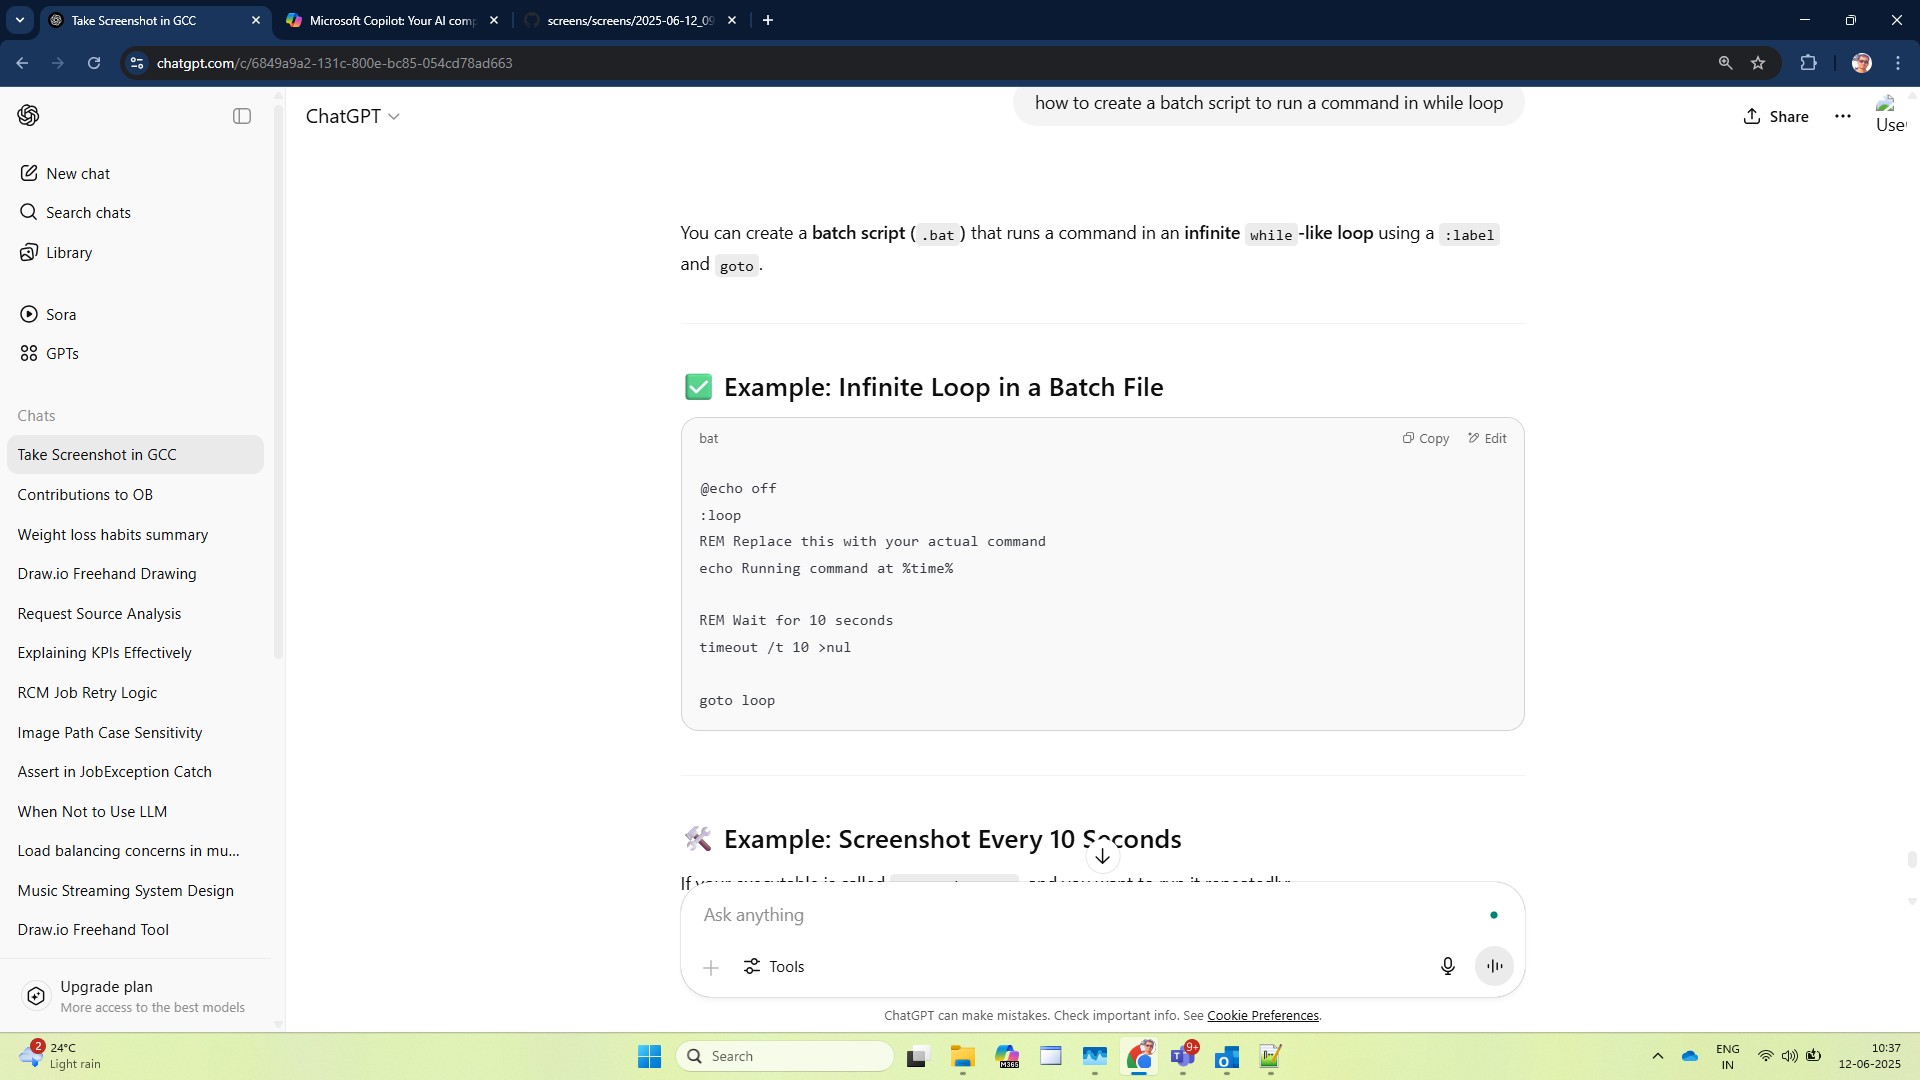 Take Screenshot in GCC
Microsoft Copilot: Your AI comp
screens/screens/2025-06-12_09
chatgpt.com/c/6849a9a2-131c-800e-bc85-054cd78ad663
ChatGPT
how to create a batch script to run a command in while loop
Share
Use
New chat
Search chats
Library
Sora
GPTs
Chats
Take Screenshot in GCC
Contributions to OB
Weight loss habits summary
Draw.io Freehand Drawing
Request Source Analysis
Explaining KPIs Effectively
RCM Job Retry Logic
Image Path Case Sensitivity
Assert in JobException Catch
When Not to Use LLM
Load balancing concerns in mu...
Music Streaming System Design
Draw.io Freehand Tool
Upgrade plan
More access to the best models
You can create a batch script (.bat) that runs a command in an infinite while-like loop using a :label
and goto.
✅ Example: Infinite Loop in a Batch File
bat
Copy
Edit
@echo off
:loop
REM Replace this with your actual command
echo Running command at %time%
REM Wait for 10 seconds
timeout /t 10 >nul
goto loop
🛠️ Example: Screenshot Every 10 Seconds
Ask anything
Tools
ChatGPT can make mistakes. Check important info. See Cookie Preferences.
2
24°C
Light rain
Search
M365
9+
ENG
IN
10:37
12-06-2025